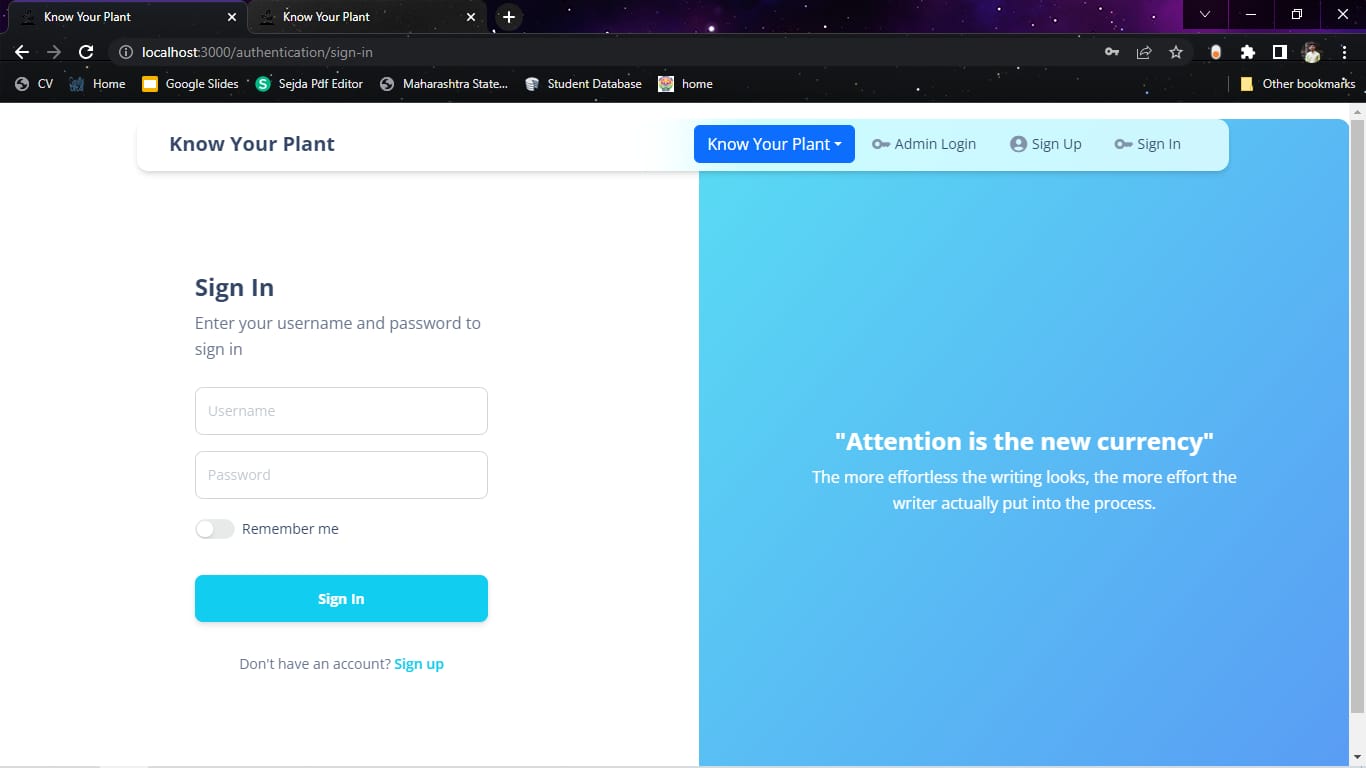 Know Your Plant
Know Your Plant
localhost:3000/authentication/sign-in
CV
Home
Google Slides
Sejda Pdf Editor
Maharashtra State...
Student Database
home
Other bookmarks
Know Your Plant
Know Your Plant
Admin Login
Sign Up
Sign In
Sign In
Enter your username and password to
sign in
Username
Password
Remember me
Sign In
Don't have an account? Sign up
"Attention is the new currency"
The more effortless the writing looks, the more effort the
writer actually put into the process.